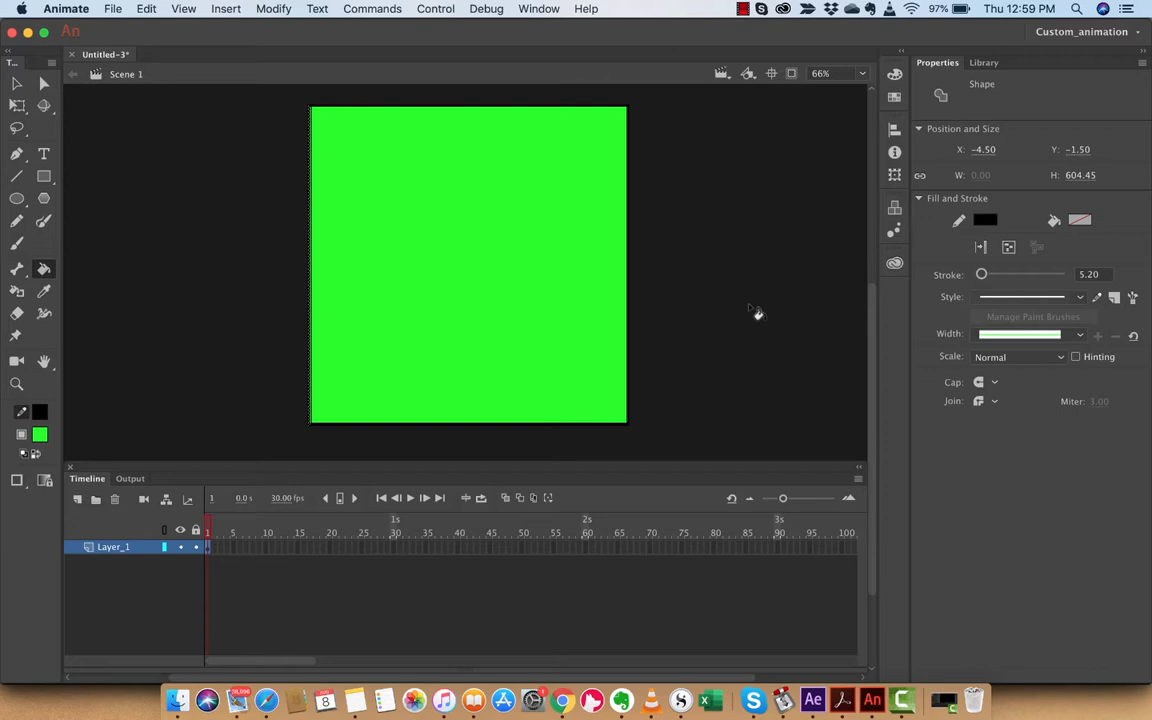 Animate File Edit View Insert Modify Text Commands Control Debug Window Help 97% Thu 12:59 PM
An Custom_animation
T... Untitled-3* Properties Library
Scene 1 66%
Shape
Position and Size
X: -4.50 Y: -1.50
W: 0.00 H: 604.45
Fill and Stroke
Stroke: 5.20
Style:
Manage Paint Brushes
Width:
Scale: Normal Hinting
Cap:
Join: Miter: 3.00
Timeline Output
1 0.0 s 30.00 fps
1s 2s 3s
1 5 10 15 20 25 30 35 40 45 50 55 60 65 70 75 80 85 90 95 100
Layer_1
Ae An